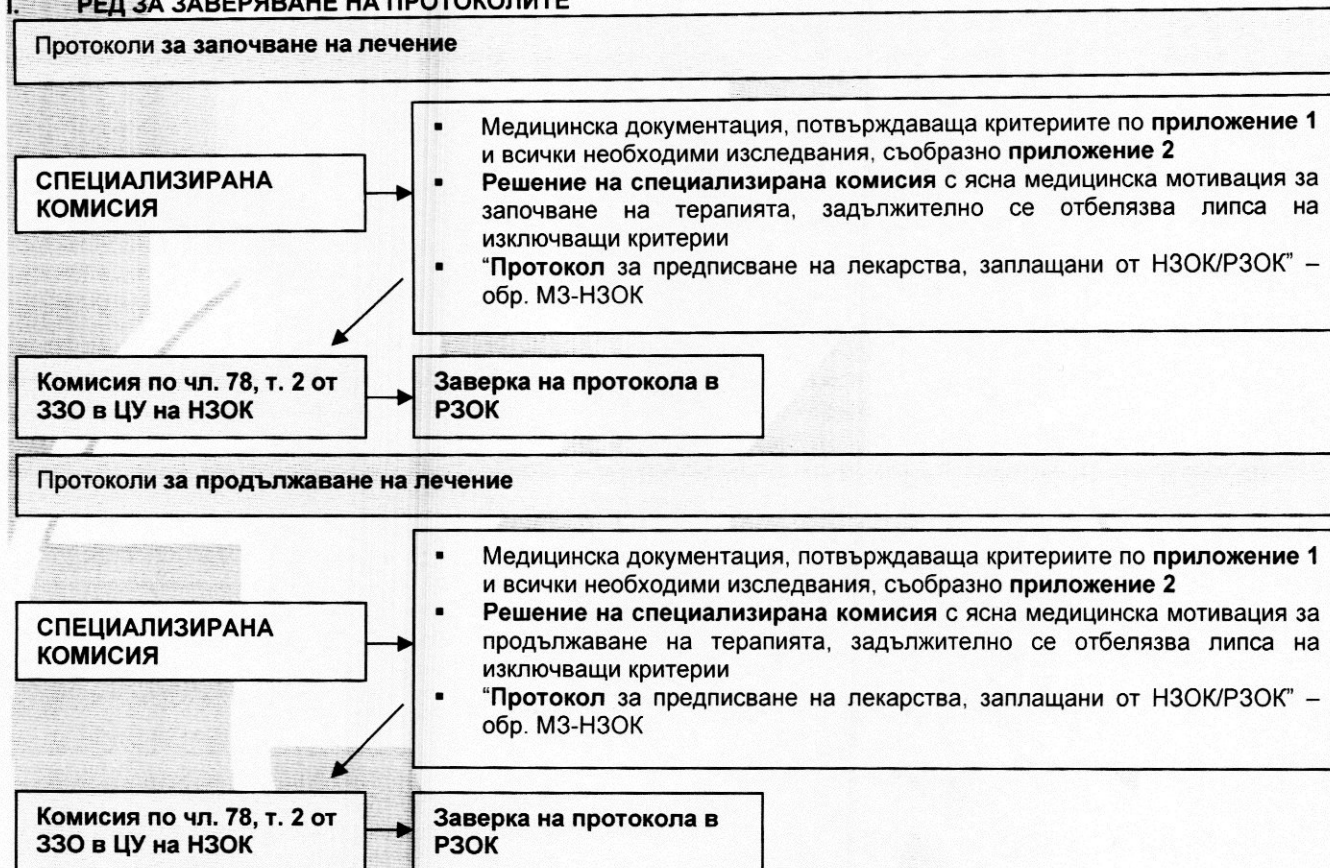 I. РЕД ЗА ЗАВЕРЯВАНЕ НА ПРОТОКОЛИТЕ
Протоколи за започване на лечение
СПЕЦИАЛИЗИРАНА
КОМИСИЯ
▪ Медицинска документация, потвърждаваща критериите по приложение 1
и всички необходими изследвания, съобразно приложение 2
▪ Решение на специализирана комисия с ясна медицинска мотивация за
започване на терапията, задължително се отбелязва липса на
изключващи критерии
▪ “Протокол за предписване на лекарства, заплащани от НЗОК/РЗОК” –
обр. МЗ-НЗОК
Комисия по чл. 78, т. 2 от
ЗЗО в ЦУ на НЗОК
Заверка на протокола в
РЗОК
Протоколи за продължаване на лечение
СПЕЦИАЛИЗИРАНА
КОМИСИЯ
▪ Медицинска документация, потвърждаваща критериите по приложение 1
и всички необходими изследвания, съобразно приложение 2
▪ Решение на специализирана комисия с ясна медицинска мотивация за
продължаване на терапията, задължително се отбелязва липса на
изключващи критерии
▪ “Протокол за предписване на лекарства, заплащани от НЗОК/РЗОК” –
обр. МЗ-НЗОК
Комисия по чл. 78, т. 2 от
ЗЗО в ЦУ на НЗОК
Заверка на протокола в
РЗОК